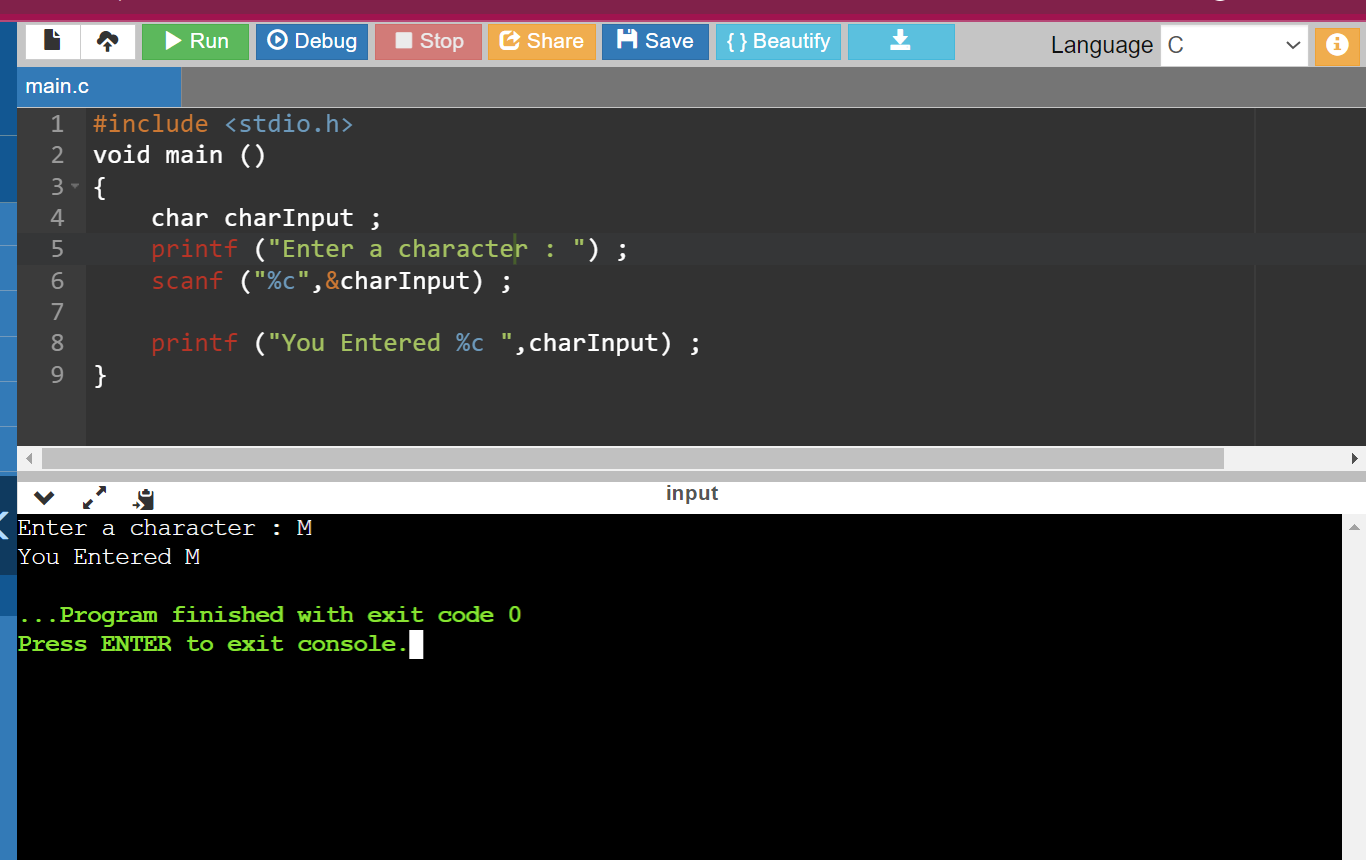 Run Debug Stop Share Save { } Beautify Language C
main.c
1 #include <stdio.h>
2 void main ()
3 {
4     char charInput ;
5     printf ("Enter a character : ") ;
6     scanf ("%c",&charInput) ;
7
8     printf ("You Entered %c ",charInput) ;
9 }
input
Enter a character : M
You Entered M
...Program finished with exit code 0
Press ENTER to exit console.